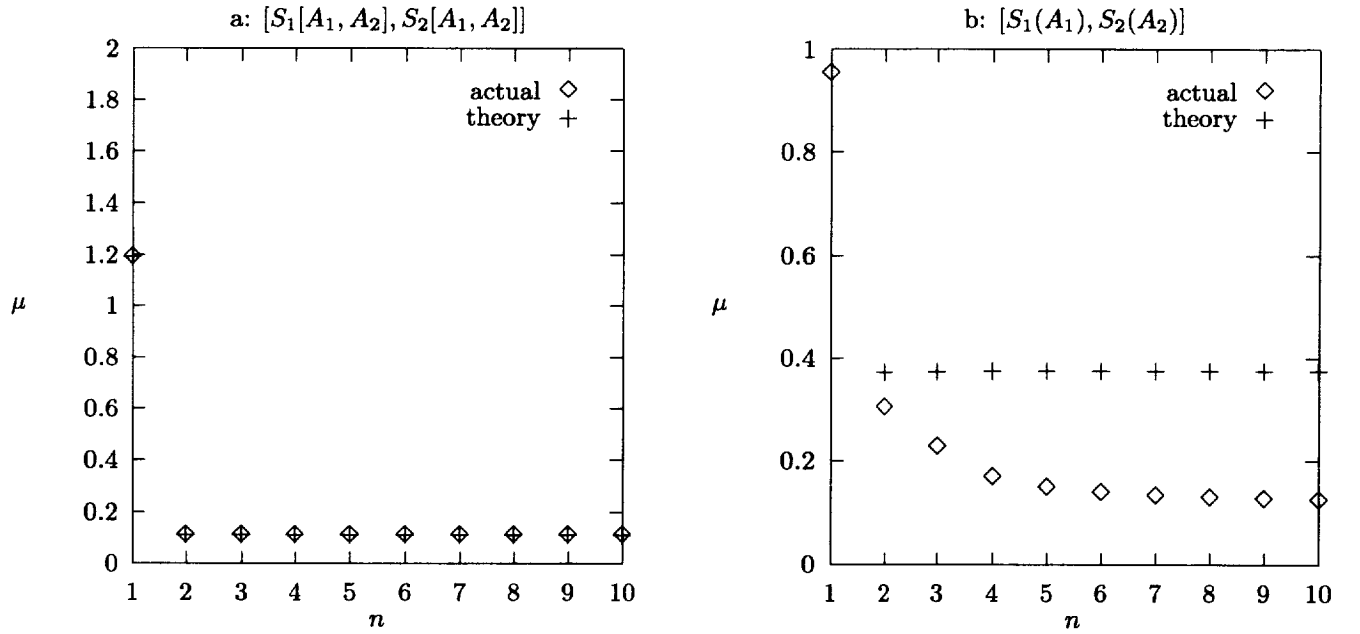 a: [S₁[A₁, A₂], S₂[A₁, A₂]]
2
1.8
1.6
1.4
1.2
1
0.8
0.6
0.4
0.2
0
μ
actual ◇
theory +
1 2 3 4 5 6 7 8 9 10
n
b: [S₁(A₁), S₂(A₂)]
1
0.8
0.6
0.4
0.2
0
μ
actual ◇
theory +
1 2 3 4 5 6 7 8 9 10
n